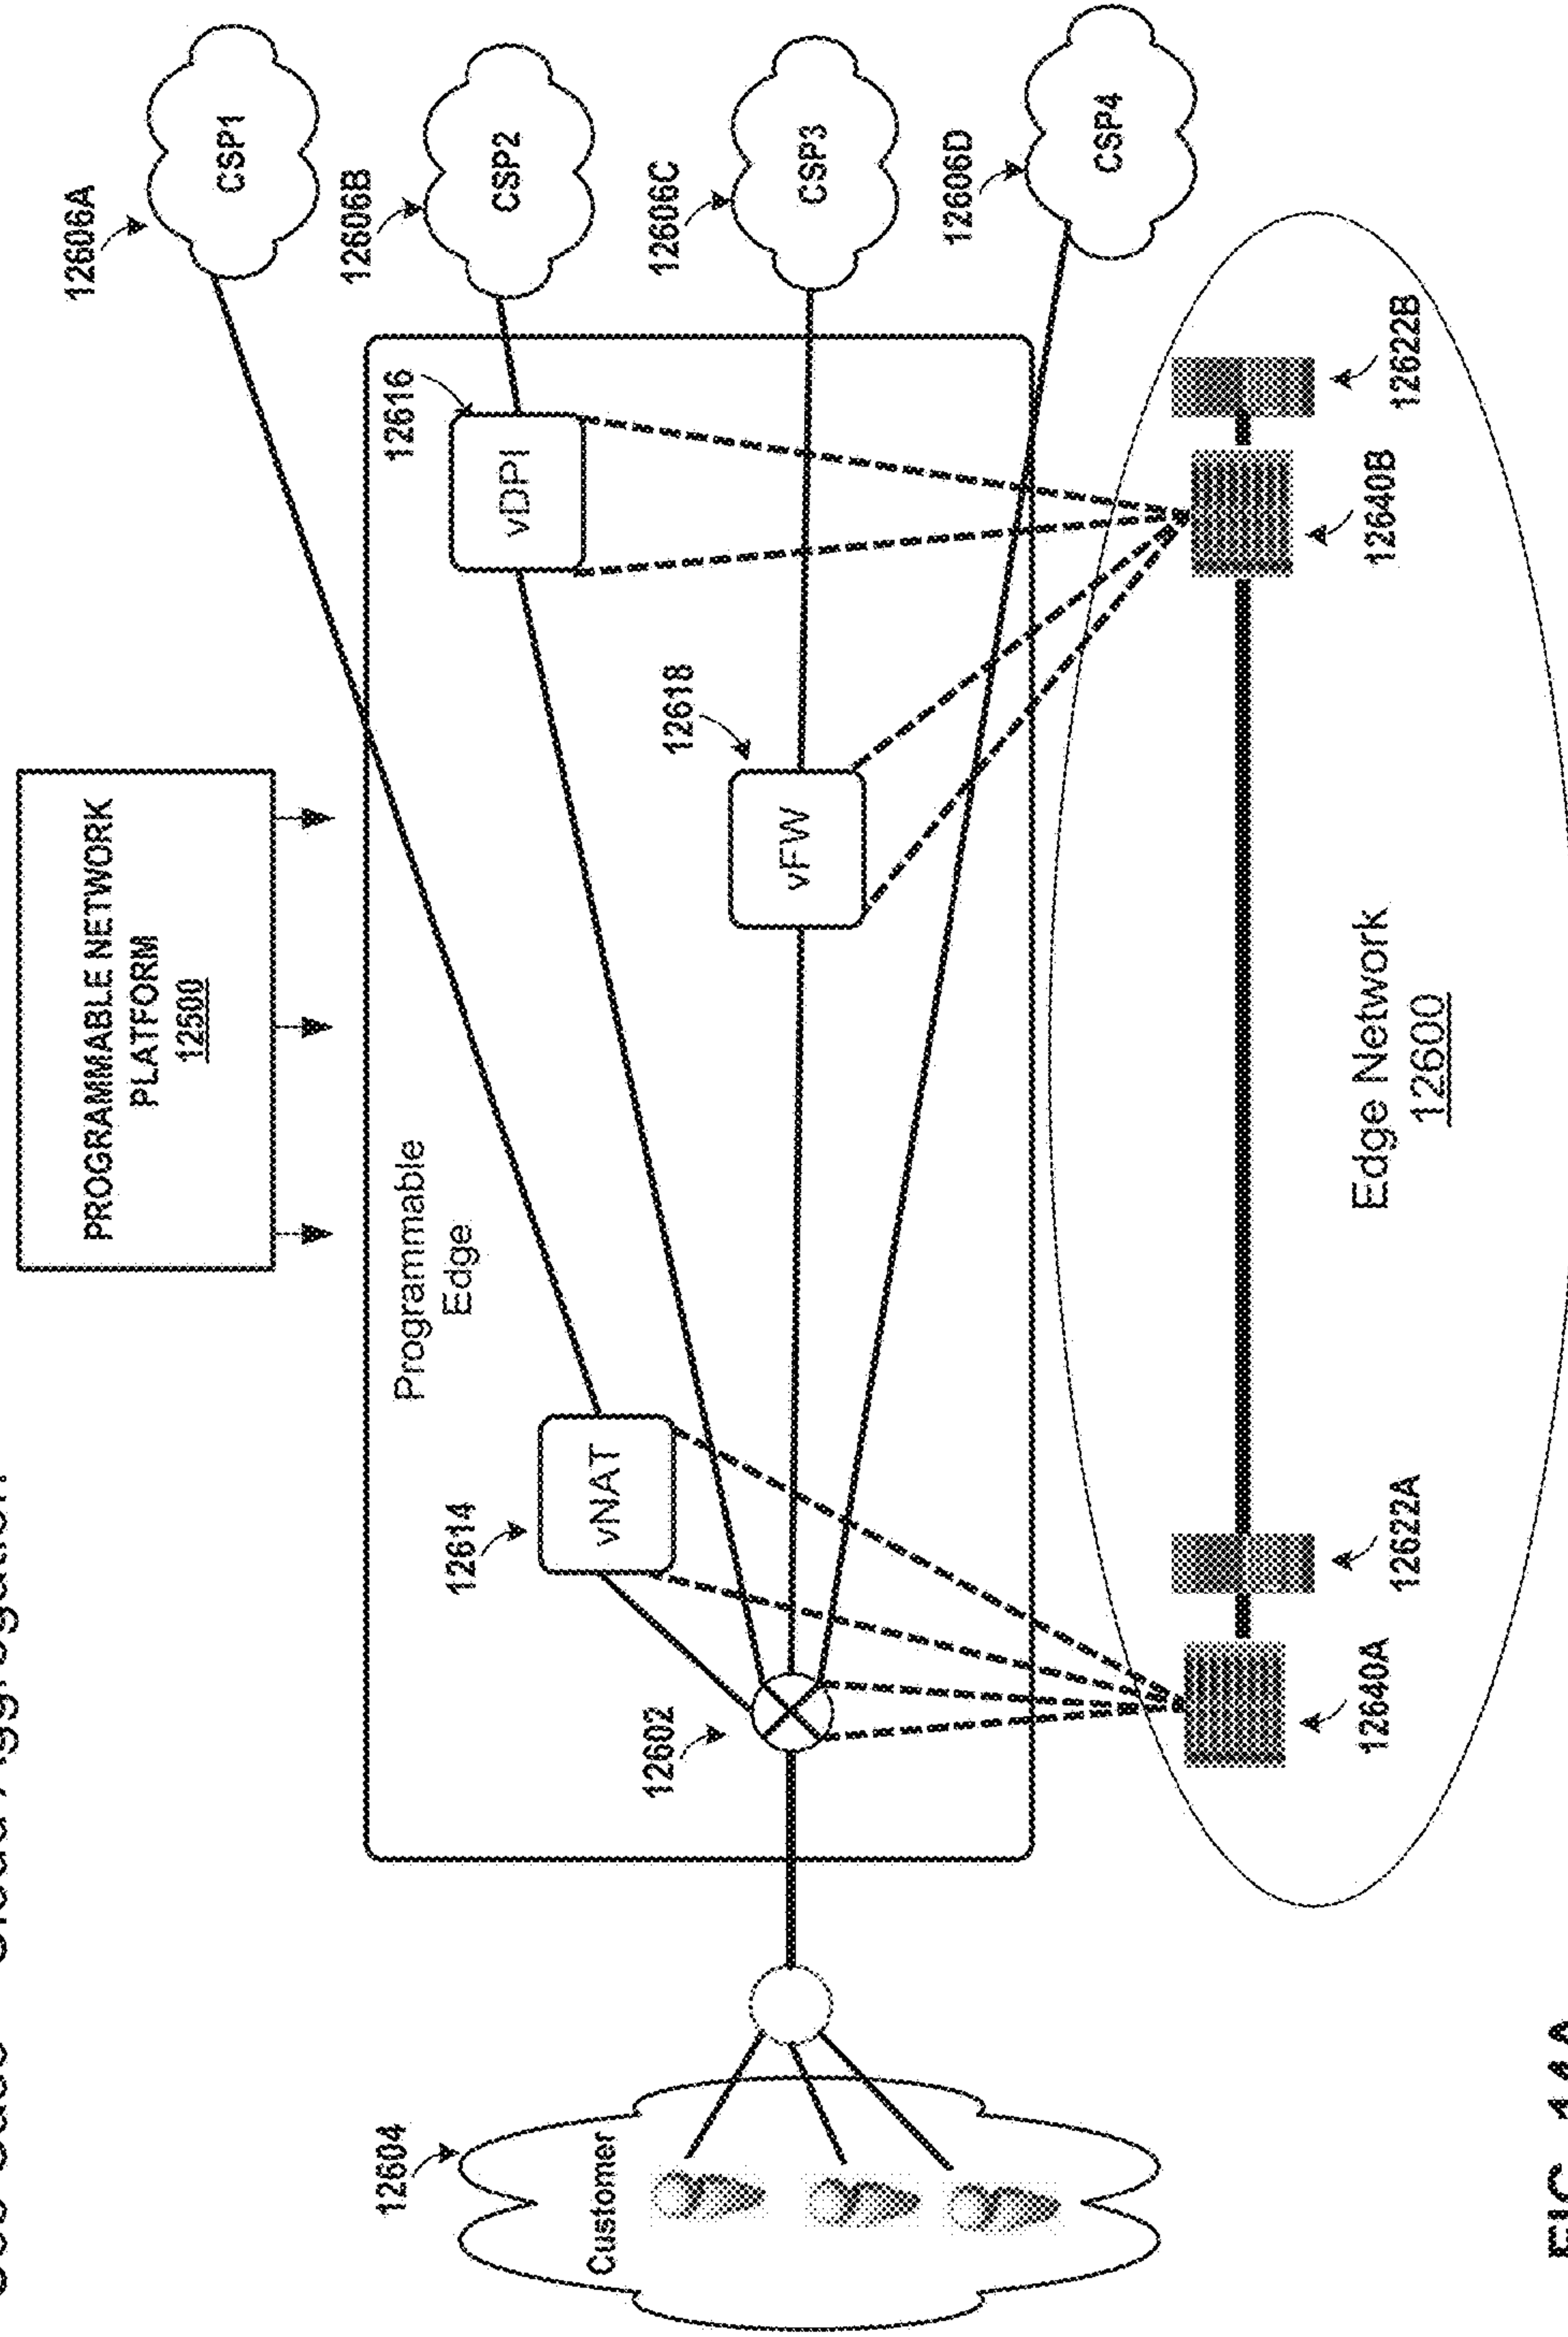 PROGRAMMABLE NETWORK
PLATFORM
12500
12606A
CSP1
12606B
CSP2
12606C
CSP3
12606D
CSP4
Programmable
Edge
12614
vNAT
12616
vDPI
12618
vFW
12602
12604
Customer
12640A
12622A
12640B
12622B
Edge Network
12600